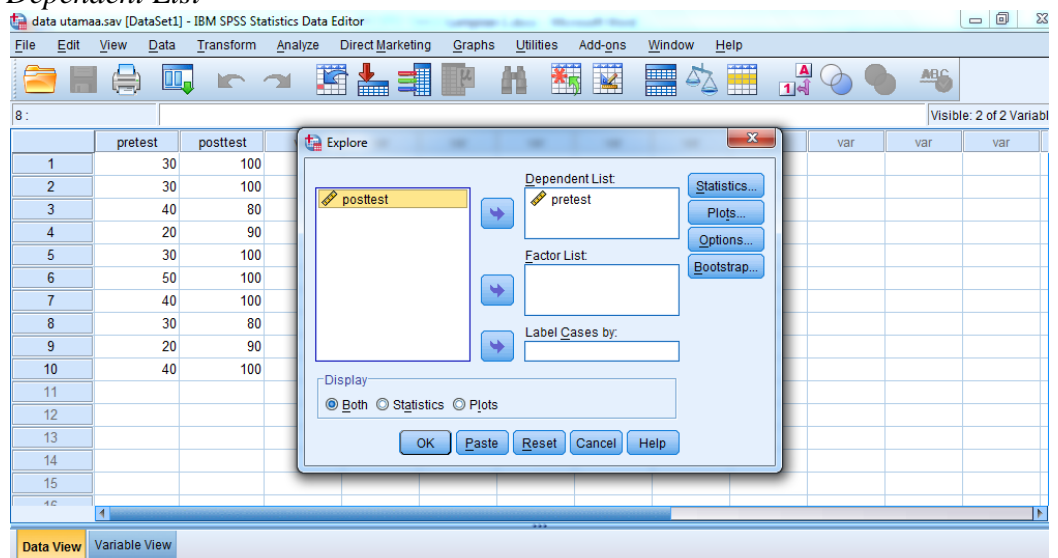 Dependent List
data utamaa.sav [DataSet1] - IBM SPSS Statistics Data Editor
File Edit View Data Transform Analyze Direct Marketing Graphs Utilities Add-ons Window Help
8 :
Visible: 2 of 2 Variabl
pretest posttest var var var
1 30 100
2 30 100
3 40 80
4 20 90
5 30 100
6 50 100
7 40 100
8 30 80
9 20 90
10 40 100
11
12
13
14
15
16
Explore
posttest
Dependent List:
pretest
Factor List:
Label Cases by:
Statistics...
Plots...
Options...
Bootstrap...
Display
Both Statistics Plots
OK Paste Reset Cancel Help
Data View Variable View